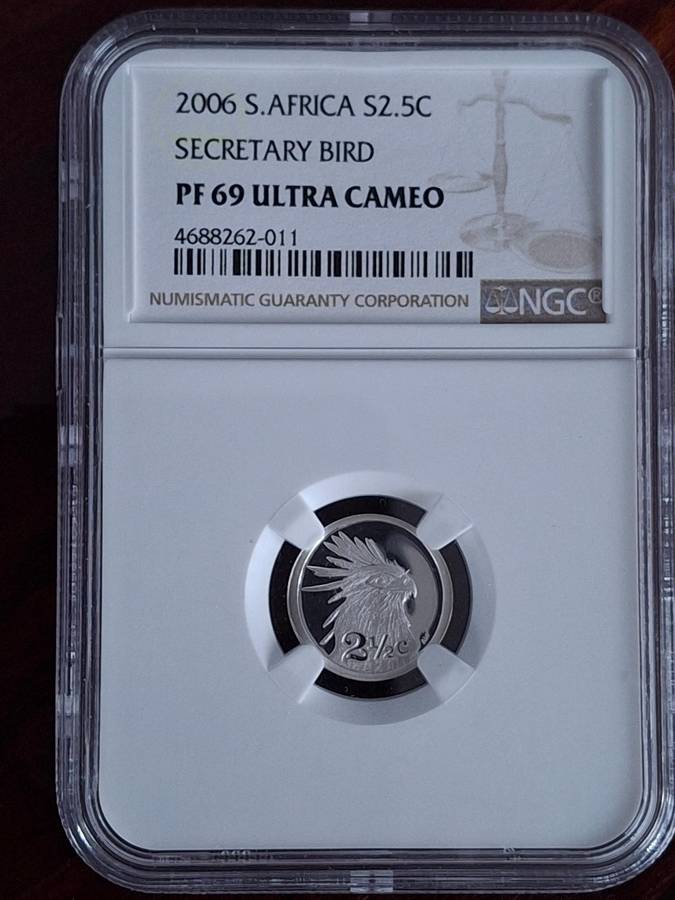 2006 S.AFRICA S2.5C
SECRETARY BIRD
PF 69 ULTRA CAMEO
4688262-011
NUMISMATIC GUARANTY CORPORATION
NGC®
2½C